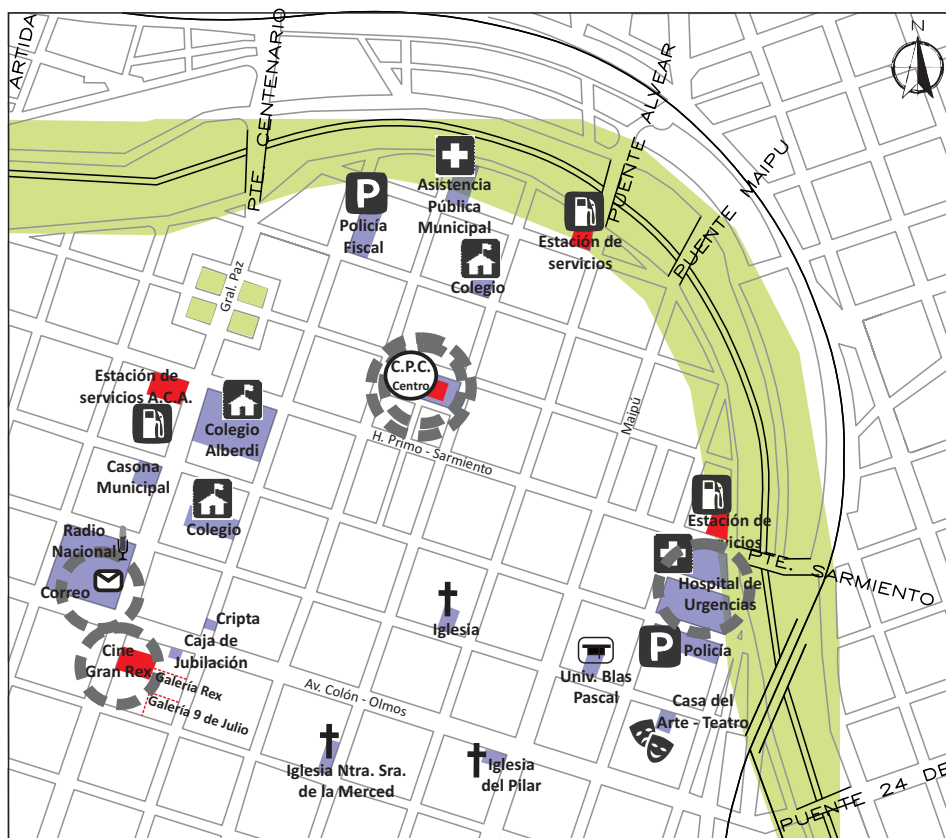 ARTIDA
PTE. CENTENARIO
PUENTE ALVEAR
N
PUENTE MAIPU
P
Policía
Fiscal
Asistencia
Pública
Municipal
Estación de
servicios
Colegio
Gral. Paz
C.P.C.
Centro
Estación de
servicios A.C.A.
Colegio
Alberdi
H. Primo - Sarmiento
Maipú
Casona
Municipal
Colegio
Radio
Nacional
Correo
Estación de
vicios
PTE. SARMIENTO
Hospital de
Urgencias
Cripta
Caja de
Jubilación
Iglesia
Cine
Gran Rex
Galería Rex
Galería 9 de Julio
Av. Colón - Olmos
Univ. Blas
Pascal
P
Policía
Casa del
Arte - Teatro
Iglesia Ntra. Sra.
de la Merced
Iglesia
del Pilar
PUENTE 24 DE